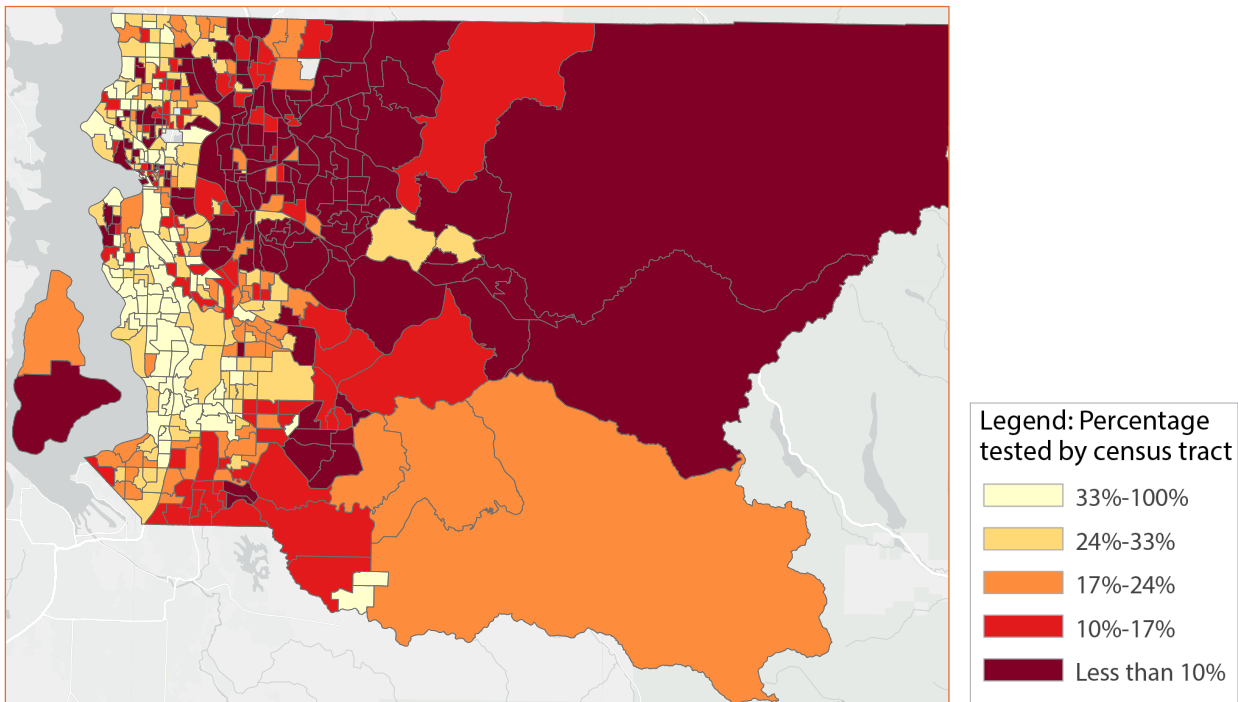 Legend: Percentage
tested by census tract
33%-100%
24%-33%
17%-24%
10%-17%
Less than 10%